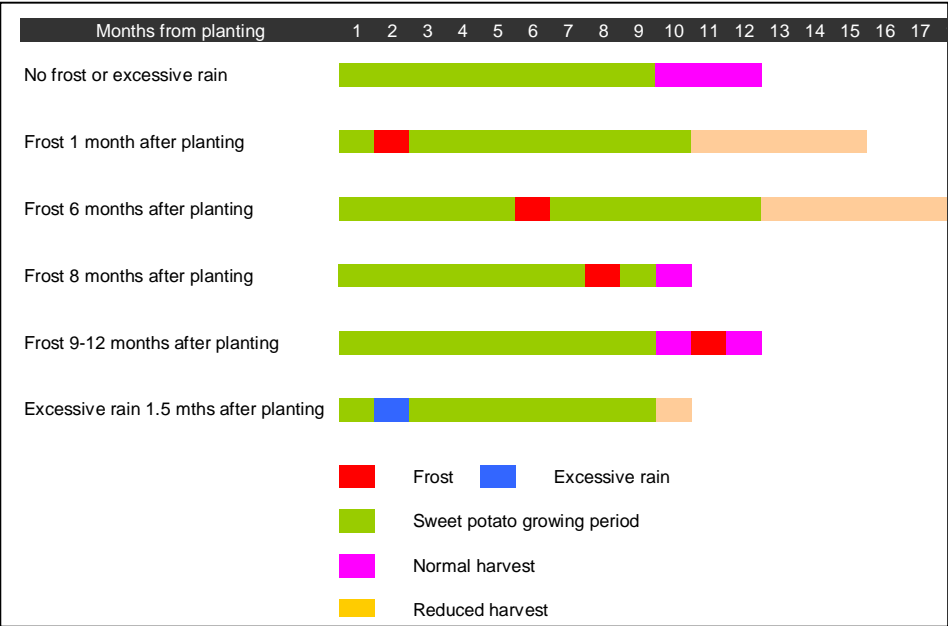 Months from planting 1 2 3 4 5 6 7 8 9 10 11 12 13 14 15 16 17
No frost or excessive rain
Frost 1 month after planting
Frost 6 months after planting
Frost 8 months after planting
Frost 9-12 months after planting
Excessive rain 1.5 mths after planting
Frost Excessive rain
Sweet potato growing period
Normal harvest
Reduced harvest